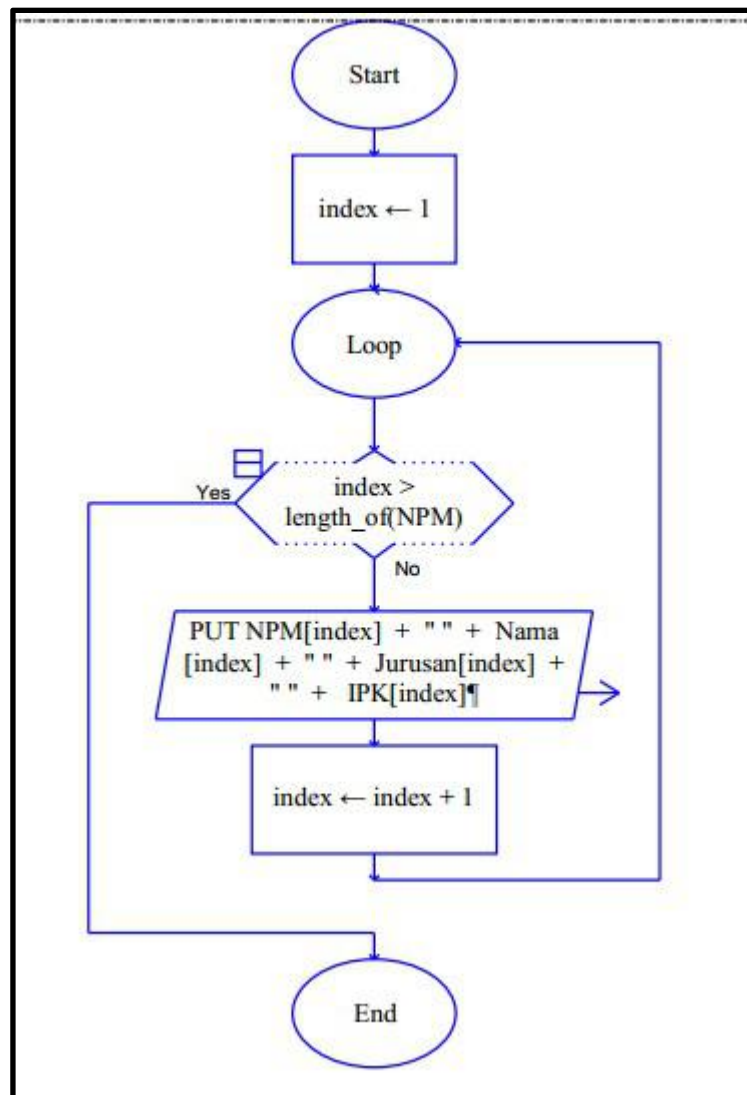 Start
index ← 1
Loop
index >
length_of(NPM)
Yes
No
PUT NPM[index] + " " + Nama
[index] + " " + Jurusan[index] +
" " + IPK[index]¶
index ← index + 1
End